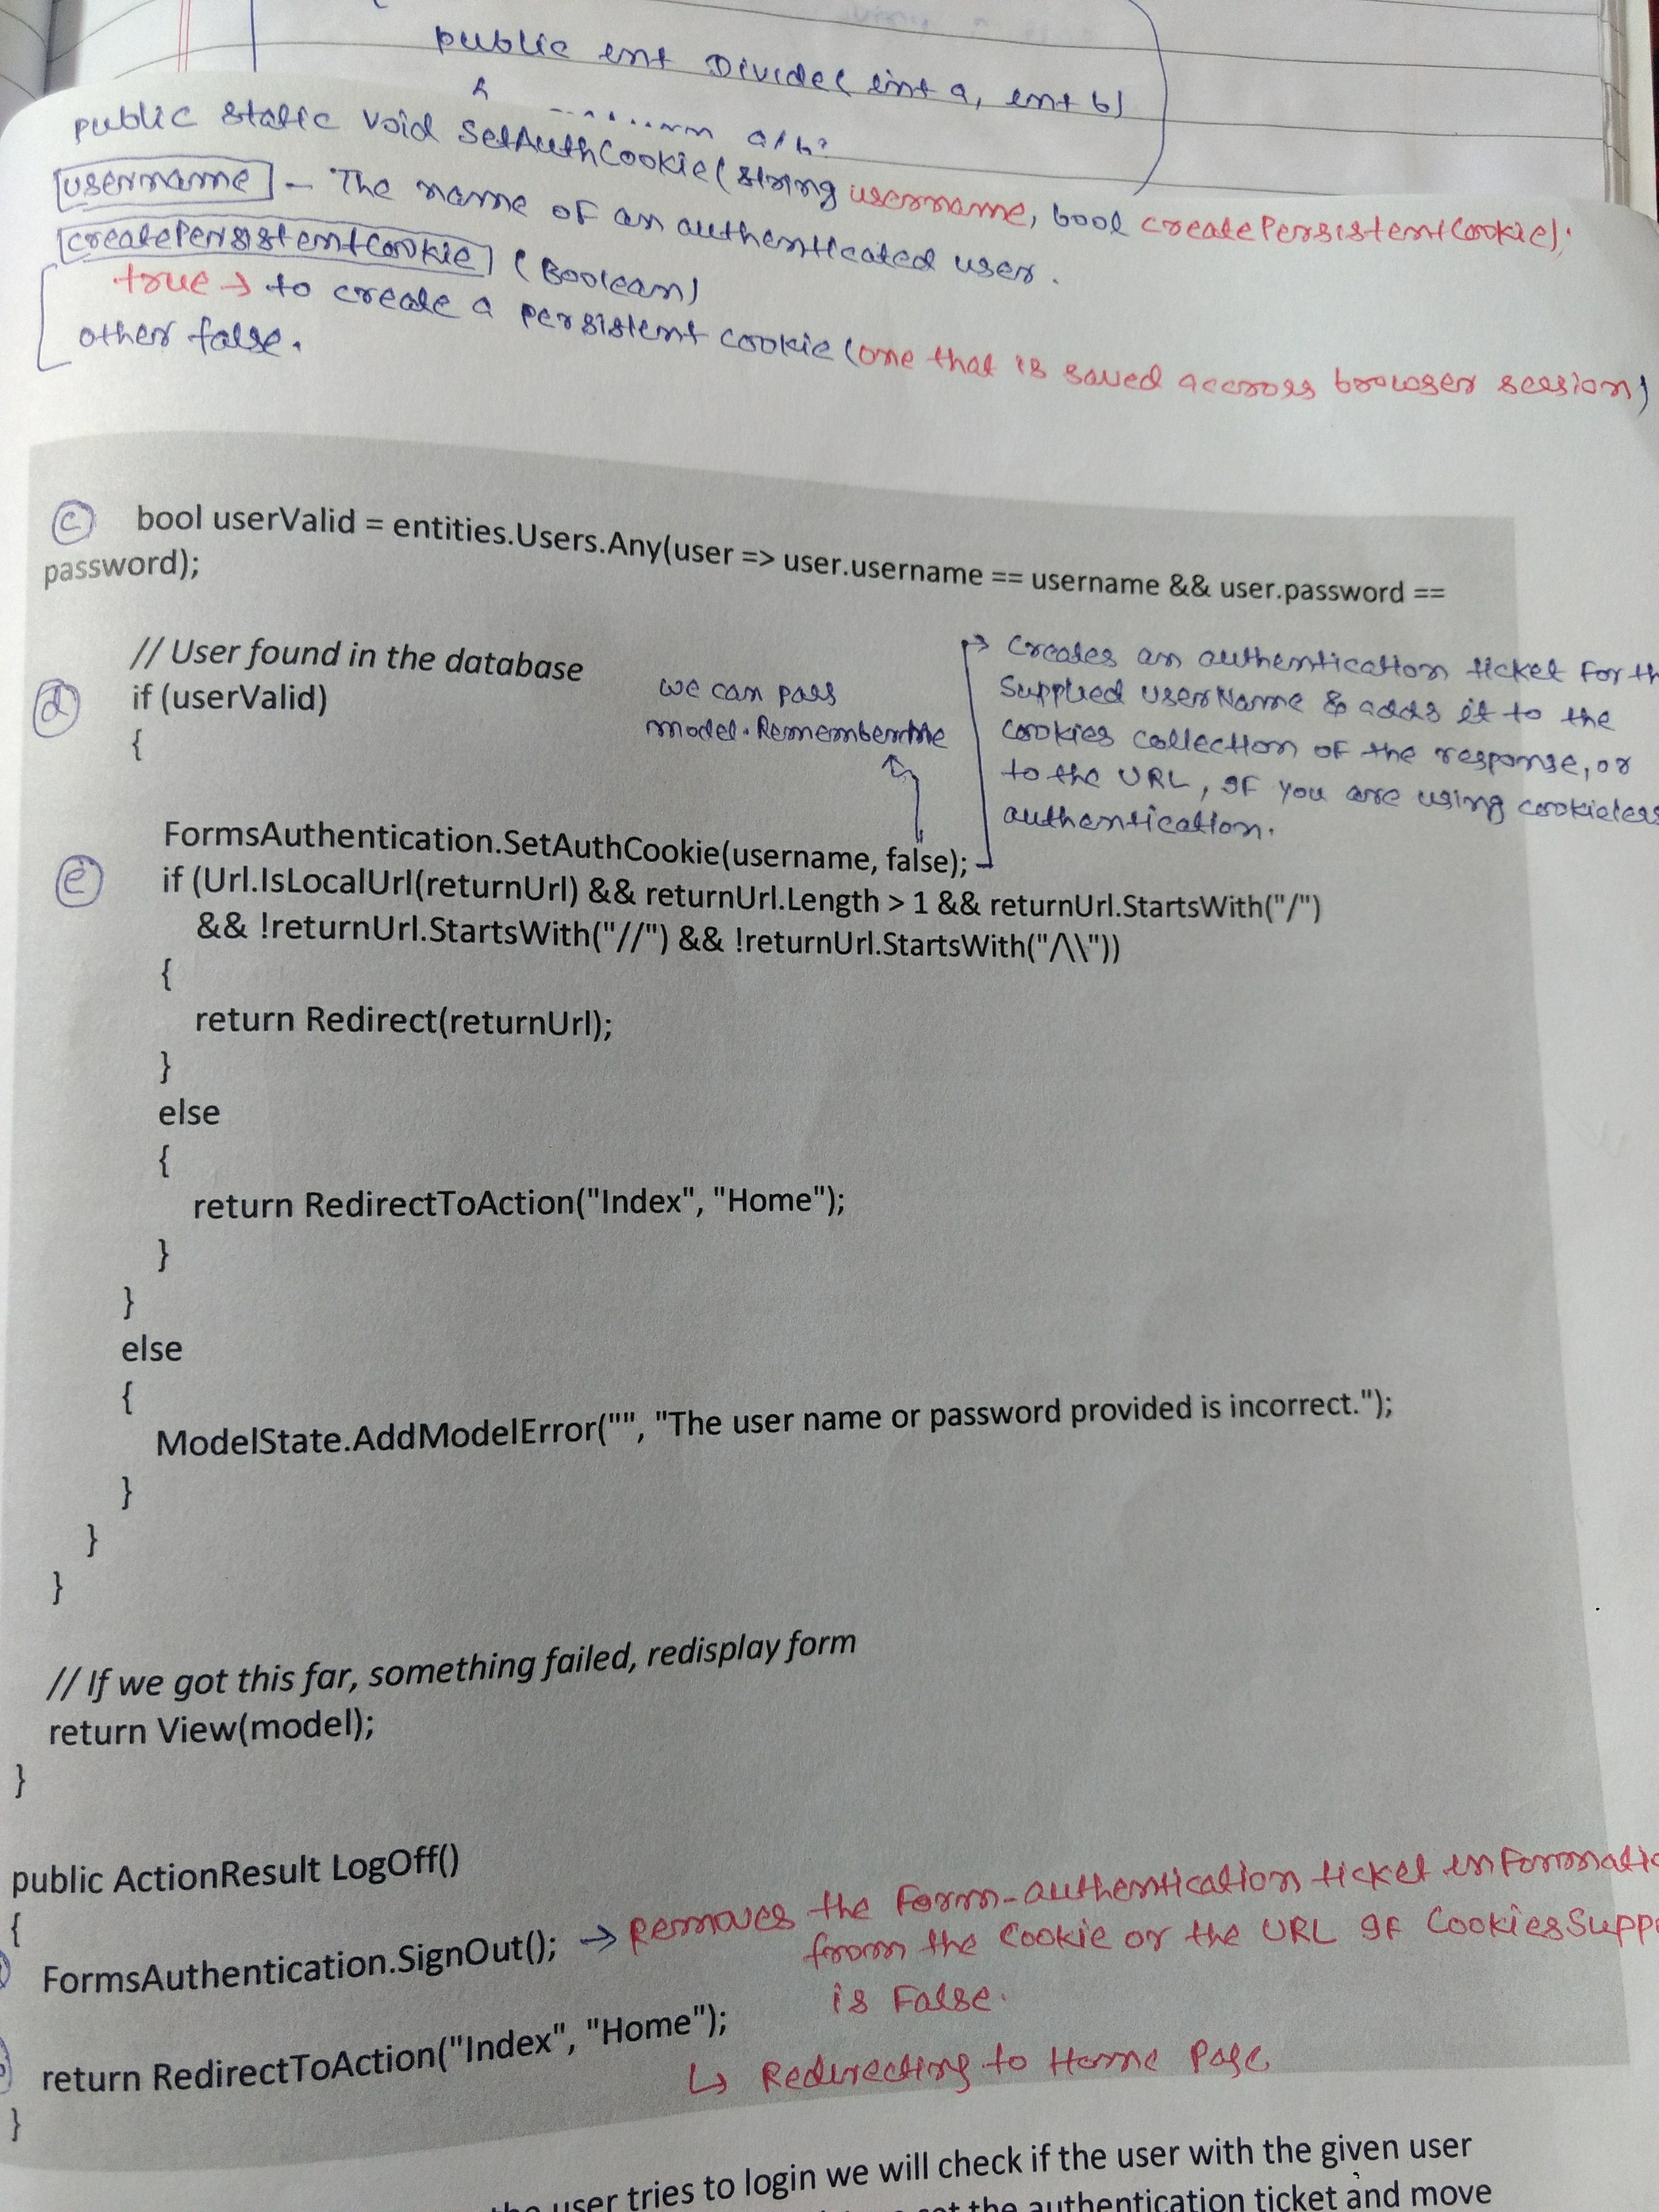 public int Divide( int a, int b)
a/b
public static void SetAuthCookie( string username, bool createPersistentCookie);
username - The name of an authenticated user.
createPersistentCookie (Boolean)
true → to create a persistent cookie (one that is saved accross browser session)
other false.
c bool userValid = entities.Users.Any(user => user.username == username && user.password ==
password);
// User found in the database
d if (userValid)
{
we can pass
model.RememberMe
→ Creates an authentication ticket for th
supplied userName & adds it to the
cookies collection of the response, or
to the URL, if you are using cookieless
authentication.
FormsAuthentication.SetAuthCookie(username, false);
e if (Url.IsLocalUrl(returnUrl) && returnUrl.Length > 1 && returnUrl.StartsWith("/")
&& !returnUrl.StartsWith("//") && !returnUrl.StartsWith("/\\"))
{
return Redirect(returnUrl);
}
else
{
return RedirectToAction("Index", "Home");
}
}
else
{
ModelState.AddModelError("", "The user name or password provided is incorrect.");
}
}
}
// If we got this far, something failed, redisplay form
return View(model);
}
public ActionResult LogOff()
{
FormsAuthentication.SignOut(); → Removes the Form-authentication ticket informatio
from the Cookie or the URL if CookiesSupp
is False.
return RedirectToAction("Index", "Home");
↳ Redirecting to Home Page
}
user tries to login we will check if the user with the given user
the authentication ticket and move